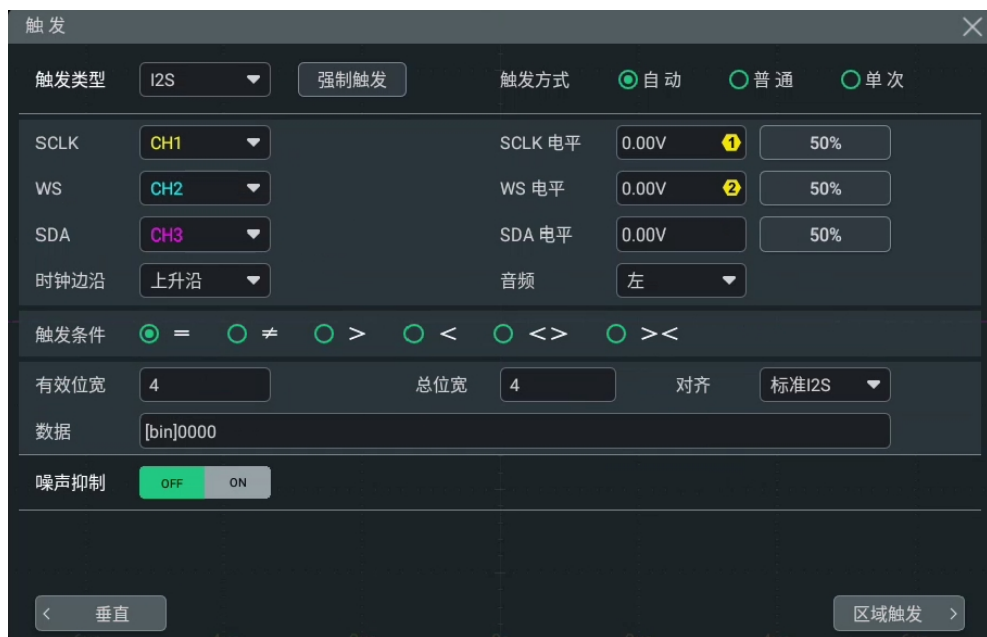 触发
触发类型 I2S 强制触发 触发方式 自动 普通 单次
SCLK CH1 SCLK 电平 0.00V 1 50%
WS CH2 WS 电平 0.00V 2 50%
SDA CH3 SDA 电平 0.00V 50%
时钟边沿 上升沿 音频 左
触发条件 = ≠ > < <> ><
有效位宽 4 总位宽 4 对齐 标准I2S
数据 [bin]0000
噪声抑制 OFF ON
< 垂直 区域触发 >